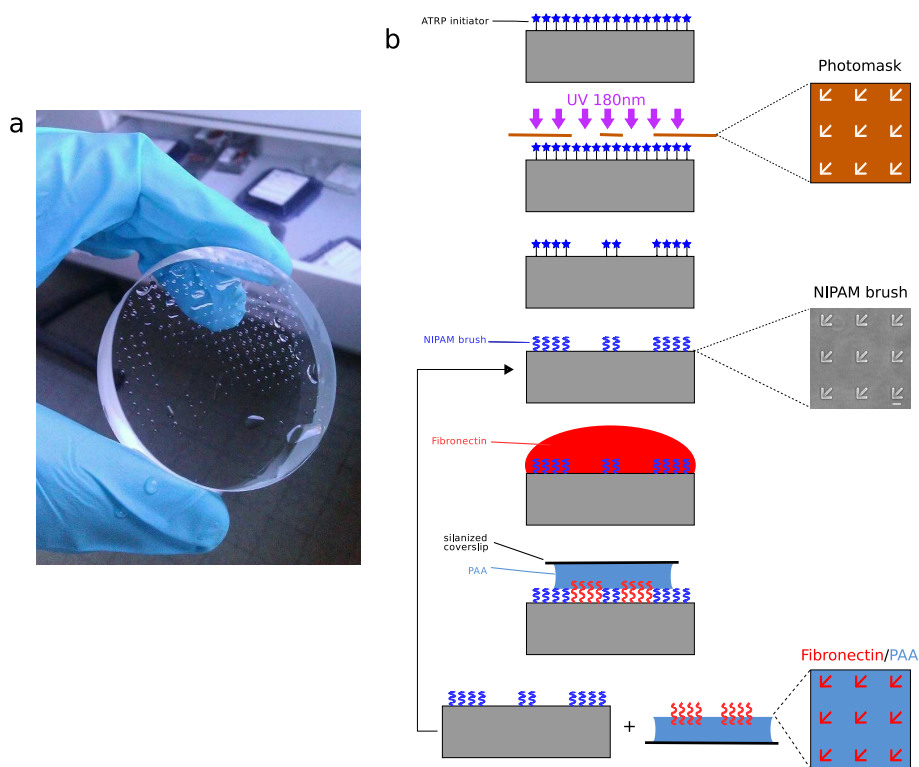 a
b
ATRP initiator
UV 180nm
Photomask
NIPAM brush
NIPAM brush
Fibronectin
silanized
coverslip
PAA
Fibronectin/PAA
+